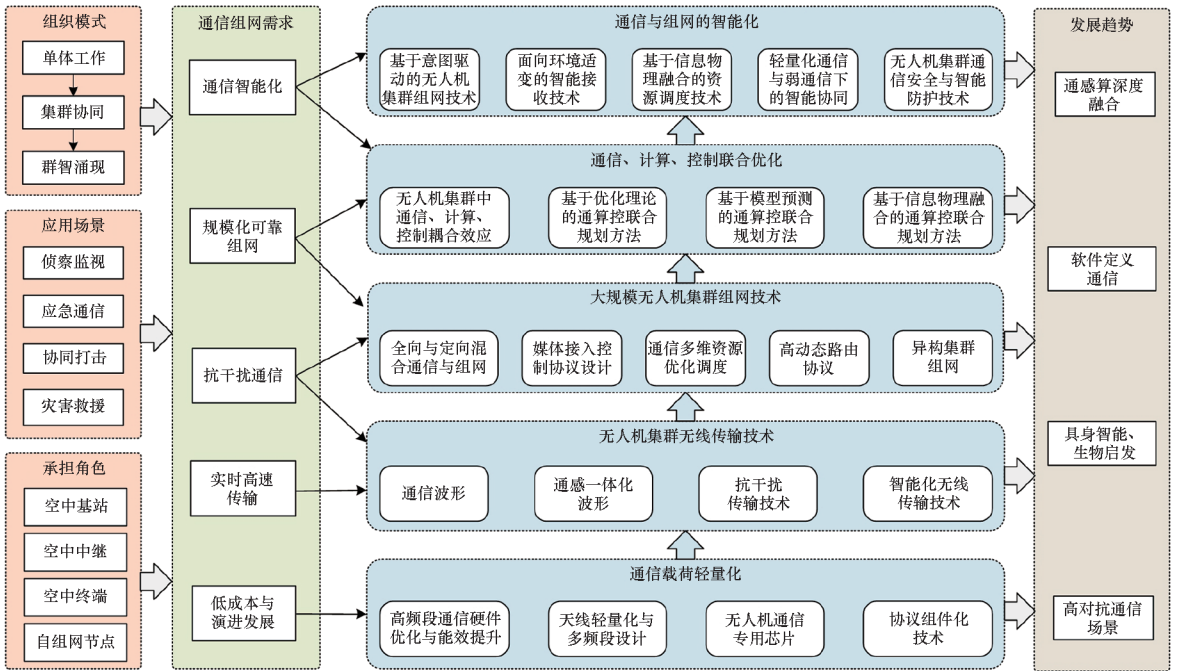 组织模式
单体工作
集群协同
群智涌现
应用场景
侦察监视
应急通信
协同打击
灾害救援
承担角色
空中基站
空中中继
空中终端
自组网节点
通信组网需求
通信智能化
规模化可靠
组网
抗干扰通信
实时高速
传输
低成本与
演进发展
通信与组网的智能化
基于意图驱
动的无人机
集群组网技术
面向环境适
变的智能接
收技术
基于信息物
理融合的资
源调度技术
轻量化通信
与弱通信下
的智能协同
无人机集群通
信安全与智能
防护技术
通信、计算、控制联合优化
无人机集群中
通信、计算、
控制耦合效应
基于优化理论
的通算控联合
规划方法
基于模型预测
的通算控联合
规划方法
基于信息物理融
合的通算控联合
规划方法
大规模无人机集群组网技术
全向与定向混
合通信与组网
媒体接入控
制协议设计
通信多维资源
优化调度
高动态路由
协议
异构集群
组网
无人机集群无线传输技术
通信波形
通感一体化
波形
抗干扰
传输技术
智能化无线
传输技术
通信载荷轻量化
高频段通信硬件
优化与能效提升
天线轻量化与
多频段设计
无人机通信
专用芯片
协议组件化
技术
发展趋势
通感算深度
融合
软件定义
通信
具身智能、
生物启发
高对抗通信
场景